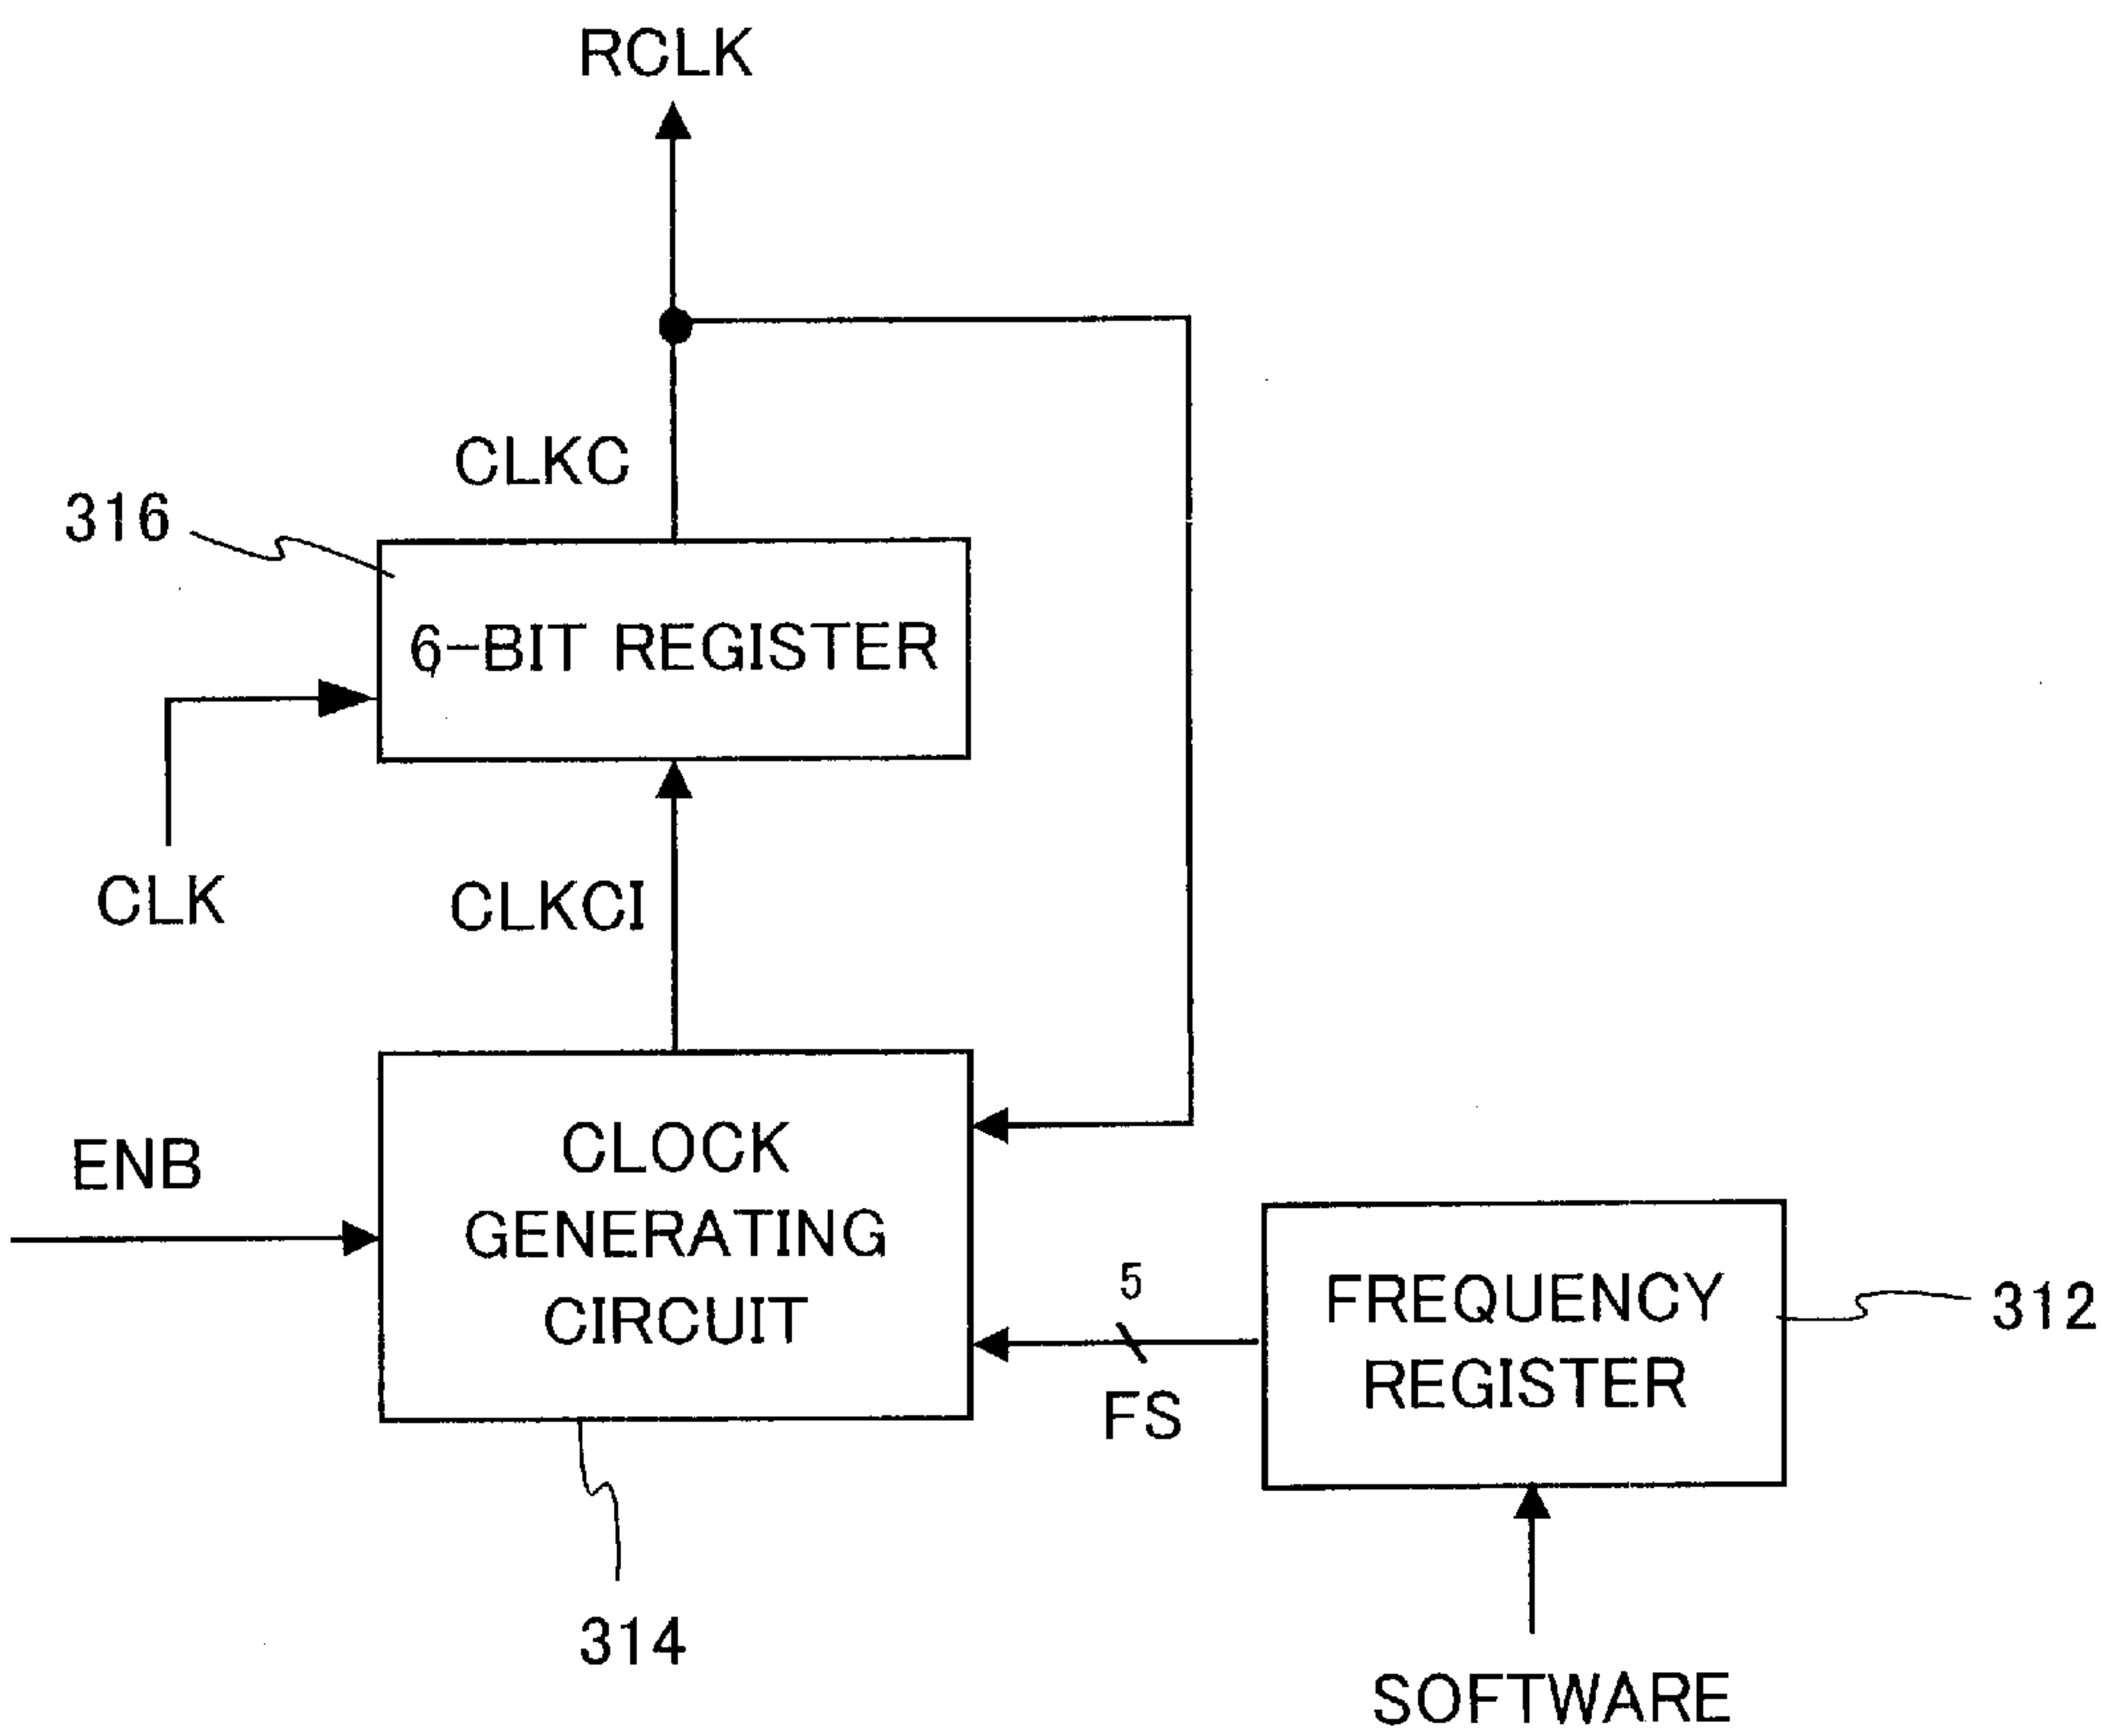 RCLK
CLKC
316
6-BIT REGISTER
CLK
CLKCI
ENB
CLOCK
GENERATING
CIRCUIT
5
FS
FREQUENCY
REGISTER
312
314
SOFTWARE